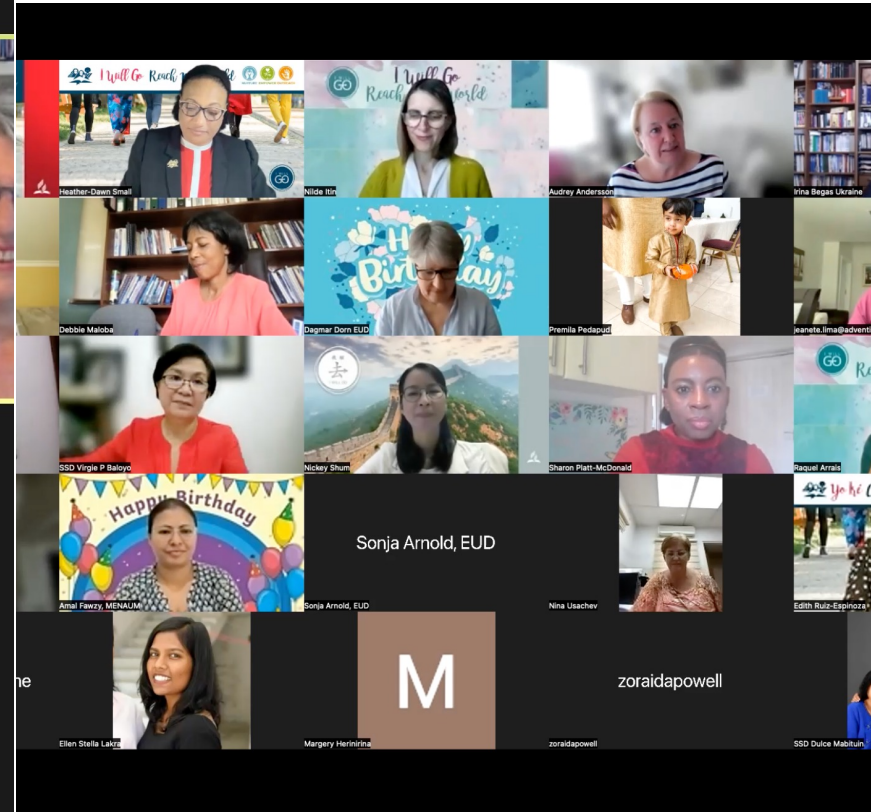 I Will Go Reach
I Will Go
Reach
World
Heather-Dawn Small
Nilde Itin
Audrey Andersson
Irina Begas Ukraine
Birthday
Debbie Maloba
Dagmar Dorn EUD
Premila Pedapudi
jeanete.lima@adventi
去
SSD Virgie P Baloyo
Nickey Shum
Sharon Platt-McDonald
Raquel Arrais
Happy Birthday
Sonja Arnold, EUD
Yo iré
Amal Fawzy, MENAUM
Sonja Arnold, EUD
Nina Usachev
Edith Ruiz-Espinoza
ne
M
zoraidapowell
Ellen Stella Lakra
Margery Herinirina
zoraidapowell
SSD Dulce Mabituin